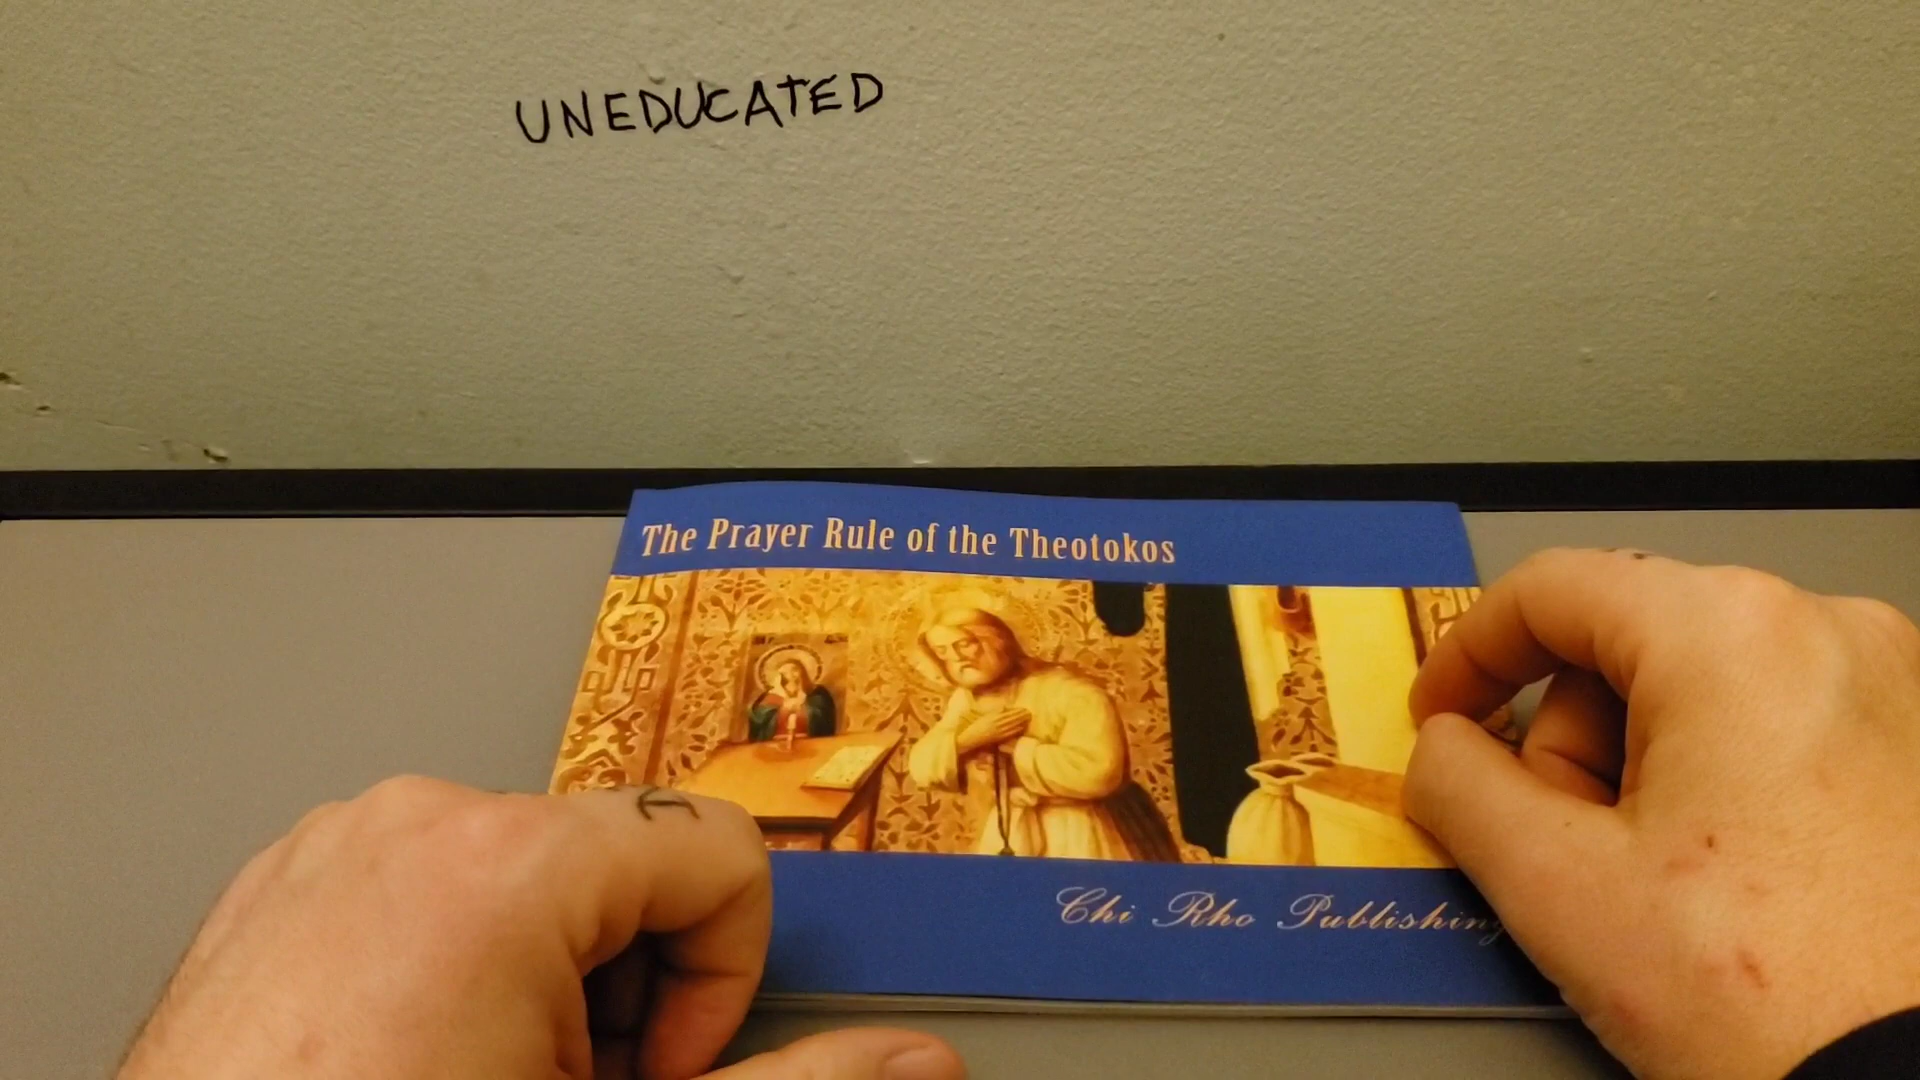 UNEDUCATED
The Prayer Rule of the Theotokos
Chi Rho Publishing